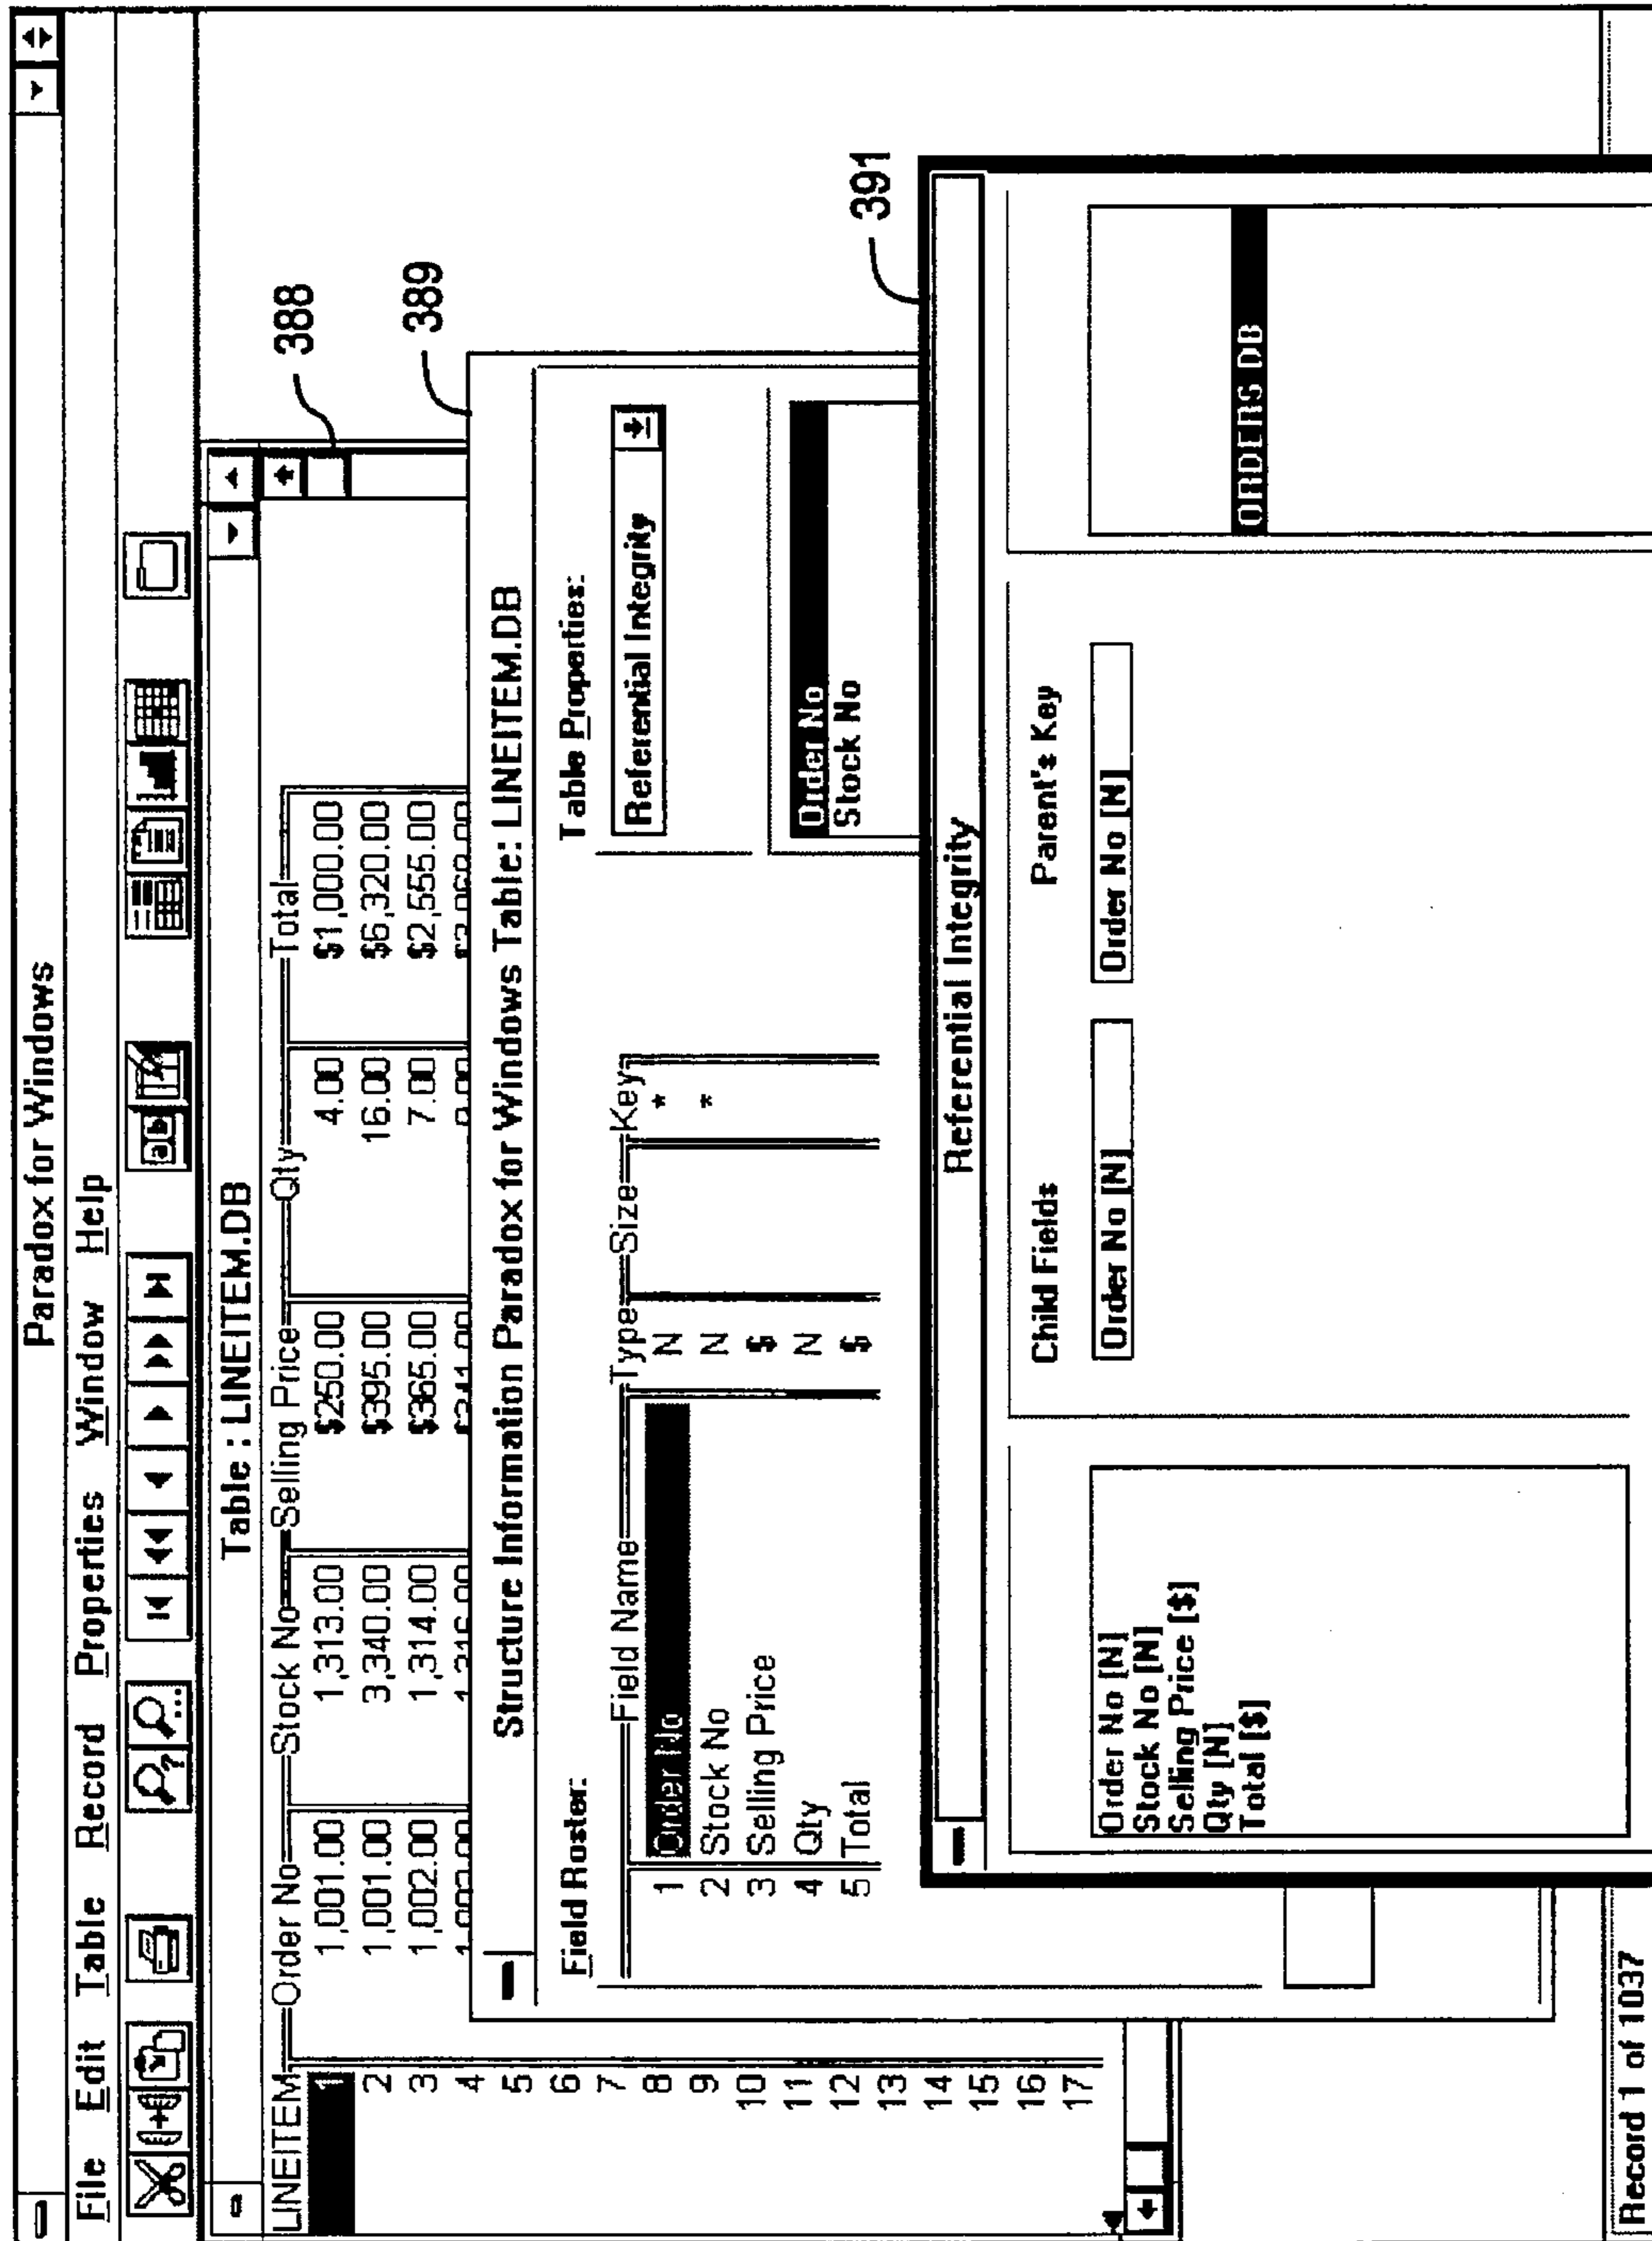 Paradox for Windows
File Edit Table Record Properties Window Help
Table : LINEITEM.DB
388
LINEITEM Order No Stock No Selling Price Qty Total
1 1,001.00 1,313.00 $250.00 4.00 $1,000.00
2 1,001.00 3,340.00 $395.00 16.00 $6,320.00
3 1,002.00 1,314.00 $365.00 7.00 $2,555.00
4
5
6
7
8
9
10
11
12
13
14
15
16
17
389
Structure Information Paradox for Windows Table: LINEITEM.DB
Field Roster:
Table Properties:
Field Name Type Size Key
1 Order No N *
2 Stock No N *
3 Selling Price $
4 Qty N
5 Total $
Referential Integrity
Order No
Stock No
391
Referential Integrity
Child Fields
Parent's Key
Order No [N]
Stock No [N]
Selling Price [$]
Qty [N]
Total [$]
Order No [N]
Order No [N]
ORDERS DB
Record 1 of 1037